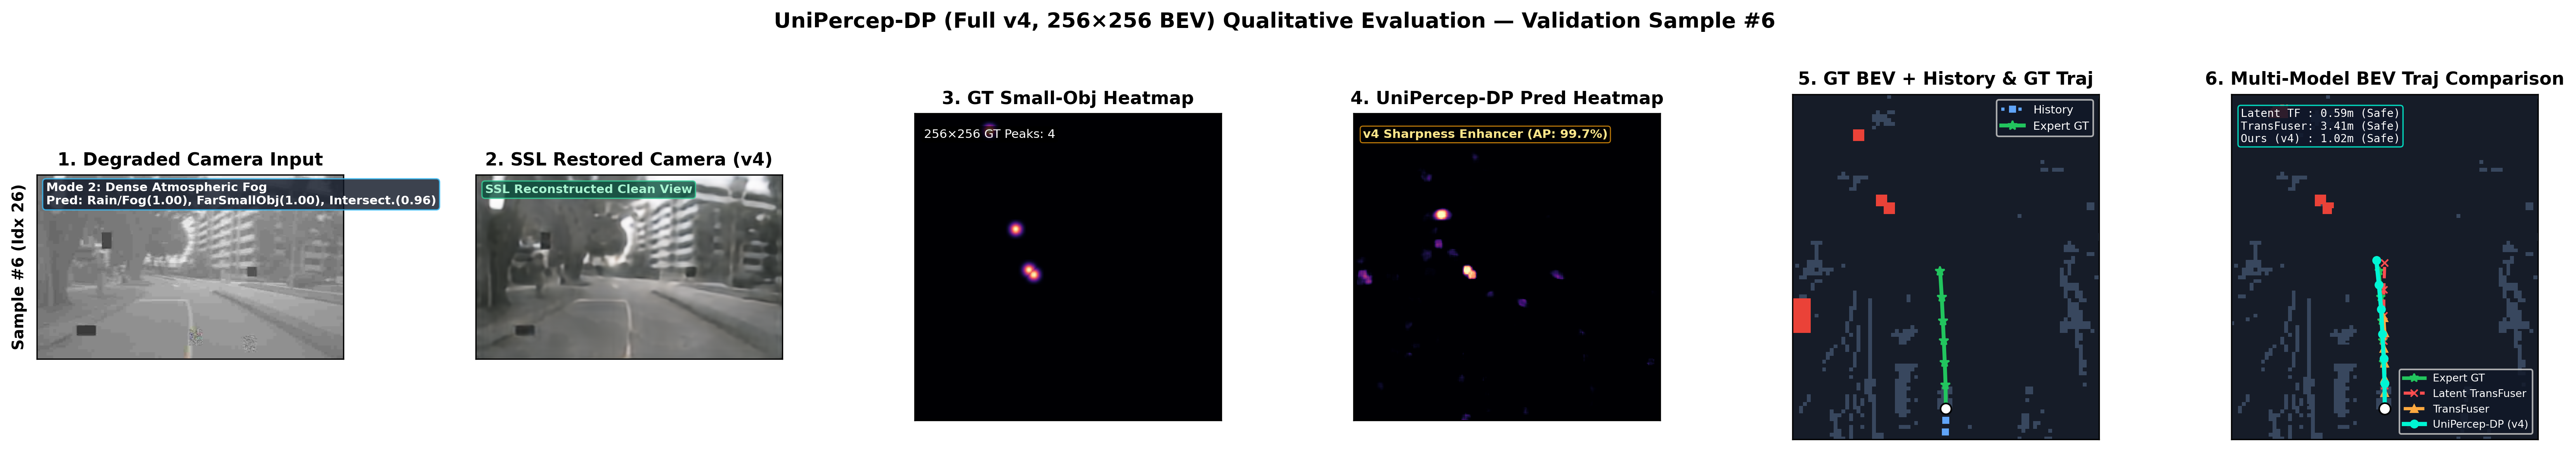 UniPercep-DP (Full v4, 256×256 BEV) Qualitative Evaluation — Validation Sample #6
Sample #6 (Idx 26)
1. Degraded Camera Input
Mode 2: Dense Atmospheric Fog
Pred: Rain/Fog(1.00), FarSmallObj(1.00), Intersect.(0.96)
2. SSL Restored Camera (v4)
SSL Reconstructed Clean View
3. GT Small-Obj Heatmap
256×256 GT Peaks: 4
4. UniPercep-DP Pred Heatmap
v4 Sharpness Enhancer (AP: 99.7%)
5. GT BEV + History & GT Traj
History
Expert GT
6. Multi-Model BEV Traj Comparison
Latent TF : 0.59m (Safe)
TransFuser: 3.41m (Safe)
Ours (v4) : 1.02m (Safe)
Expert GT
Latent TransFuser
TransFuser
UniPercep-DP (v4)